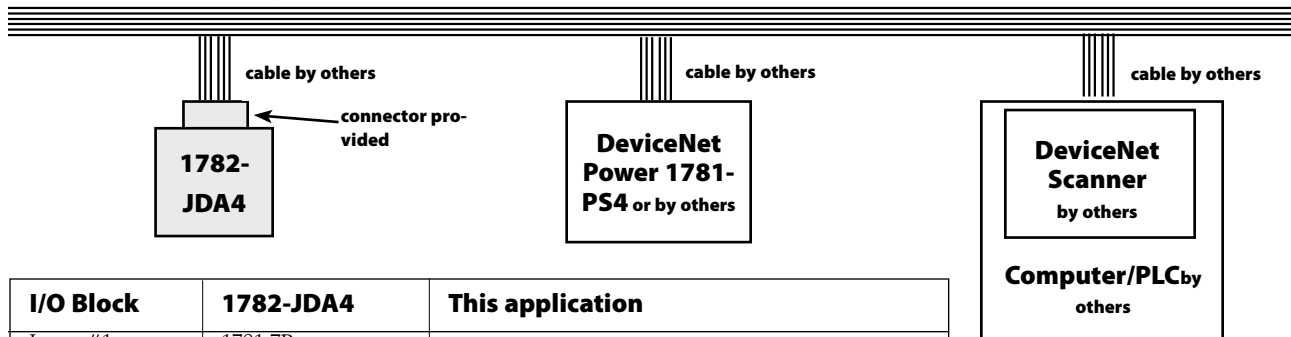 cable by others
connector pro-
vided
1782-
JDA4
cable by others
DeviceNet
Power 1781-
PS4 or by others
cable by others
DeviceNet
Scanner
by others
Computer/PLCby
others
I/O Block 1782-JDA4 This application